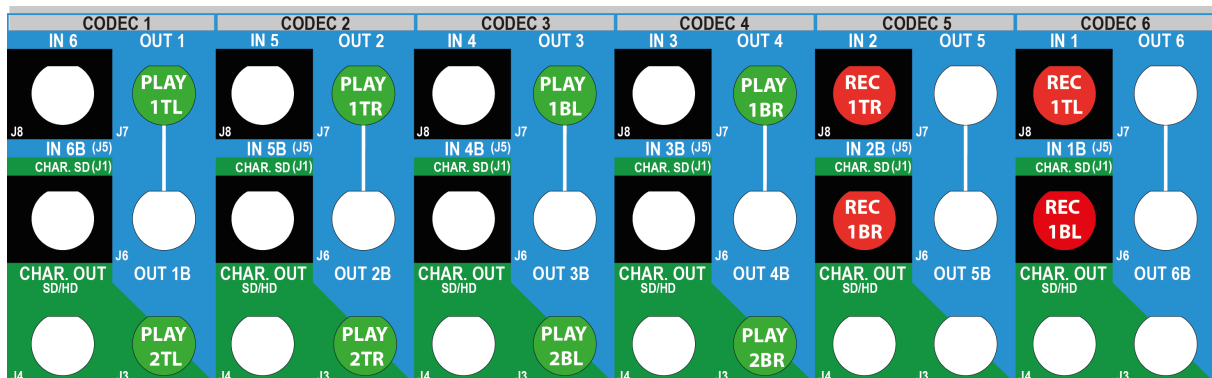 CODEC 1 CODEC 2 CODEC 3 CODEC 4 CODEC 5 CODEC 6
IN 6 OUT 1 IN 5 OUT 2 IN 4 OUT 3 IN 3 OUT 4 IN 2 OUT 5 IN 1 OUT 6
PLAY PLAY PLAY PLAY REC REC
1TL 1TR 1BL 1BR 1TR 1TL
J8 J7 J8 J7 J8 J7 J8 J7 J8 J7 J8 J7
IN 6B (J5) IN 5B (J5) IN 4B (J5) IN 3B (J5) IN 2B (J5) IN 1B (J5)
CHAR. SD (J1) CHAR. SD (J1) CHAR. SD (J1) CHAR. SD (J1) CHAR. SD (J1) CHAR. SD (J1)
REC REC
1BR 1BL
J6 J6 J6 J6 J6 J6
CHAR. OUT OUT 1B CHAR. OUT OUT 2B CHAR. OUT OUT 3B CHAR. OUT OUT 4B CHAR. OUT OUT 5B CHAR. OUT OUT 6B
SD/HD SD/HD SD/HD SD/HD SD/HD SD/HD
PLAY PLAY PLAY PLAY
2TL 2TR 2BL 2BR
J4 J3 J4 J3 J4 J3 J4 J3 J4 J3 J4 J3